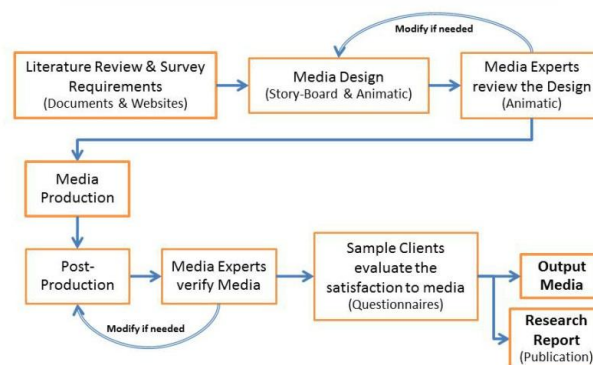 Modify if needed
Literature Review & Survey
Requirements
(Documents & Websites)
Media Design
(Story-Board & Animatic)
Media Experts
review the Design
(Animatic)
Media
Production
Post-
Production
Media Experts
verify Media
Modify if needed
Sample Clients
evaluate the
satisfaction to media
(Questionnaires)
Output
Media
Research
Report
(Publication)